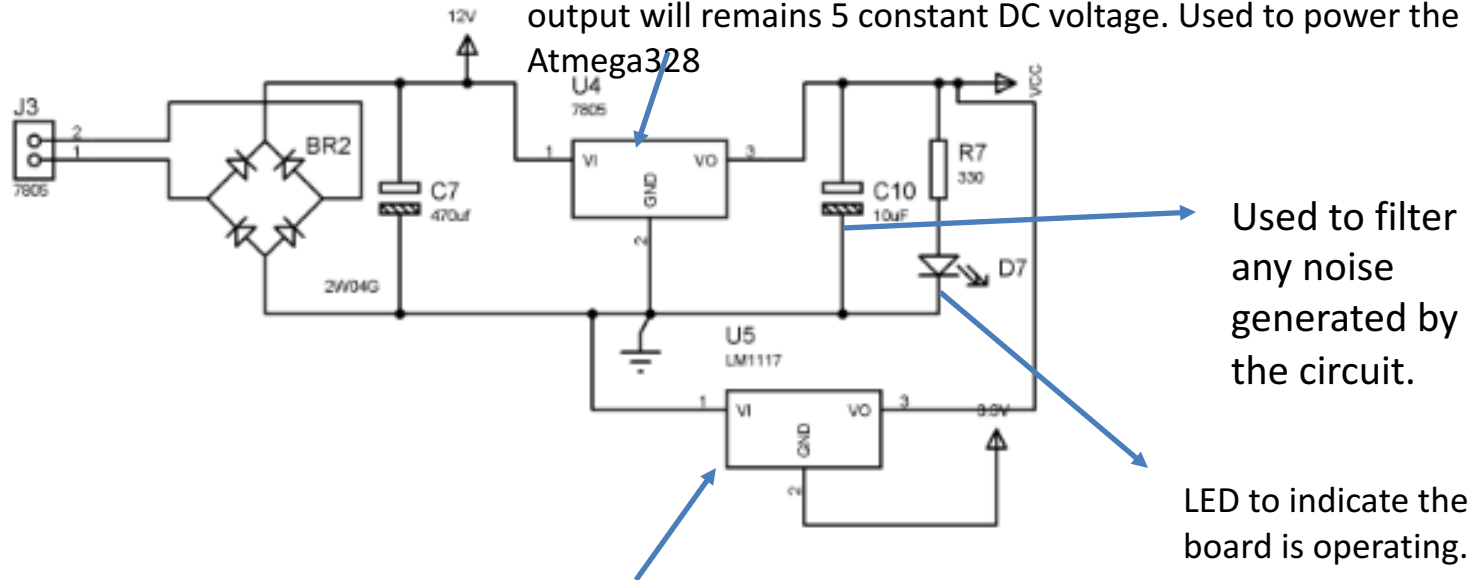 output will remains 5 constant DC voltage. Used to power the
Atmega328
12V
U4
7805
VCC
J3
2
1
7805
BR2
1
VI
VO
3
GND
2
R7
330
C7
470uf
C10
10uF
Used to filter
any noise
generated by
the circuit.
D7
2W04G
U5
LM1117
1
VI
VO
3
3.3V
GND
2
LED to indicate the
board is operating.